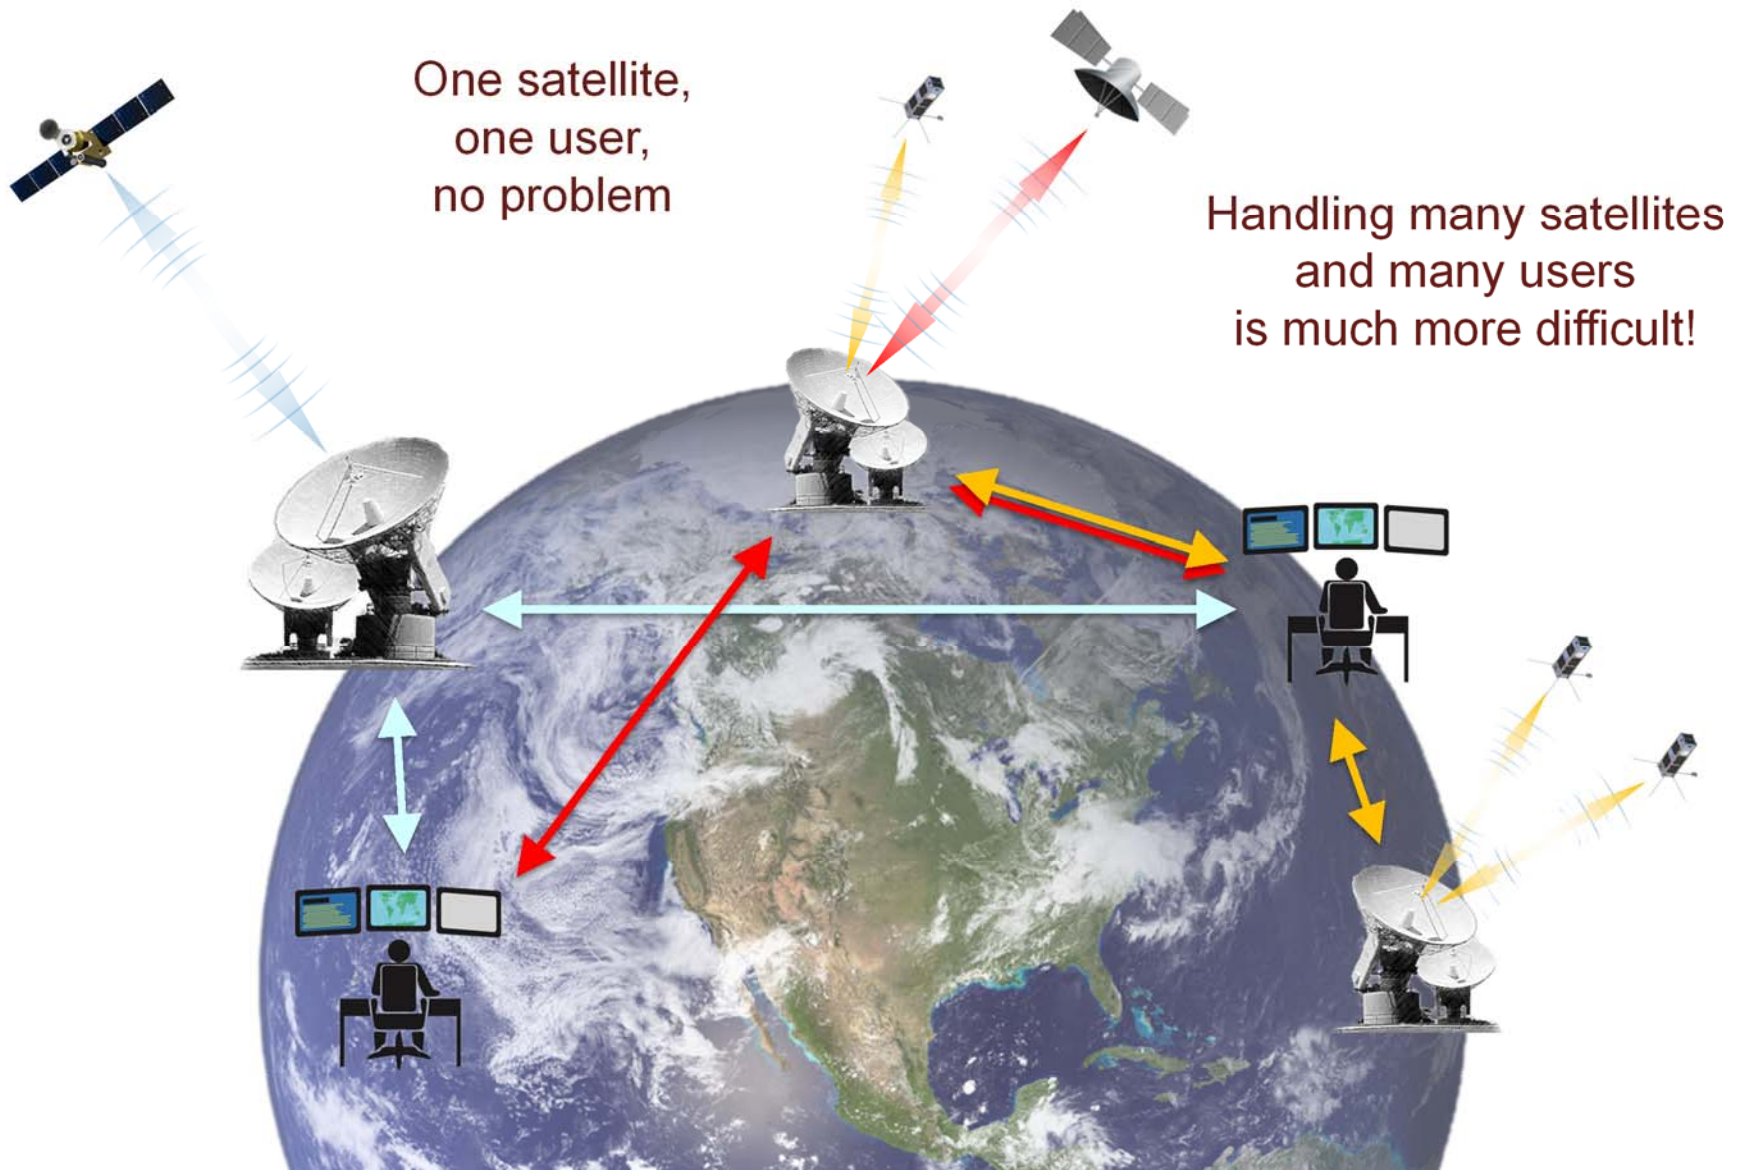 One satellite,
one user,
no problem
Handling many satellites
and many users
is much more difficult!